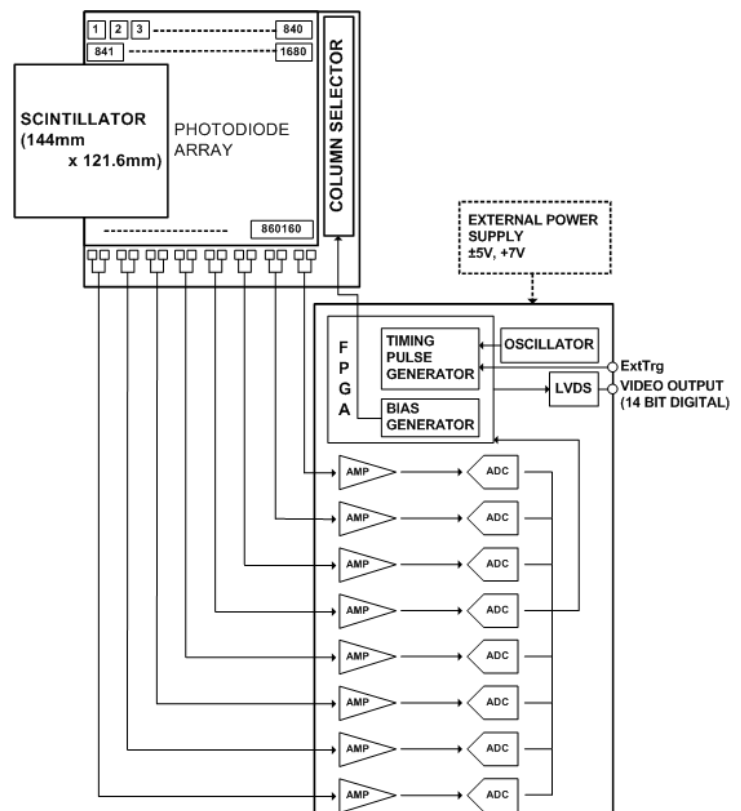 1 2 3 840
841 1680
SCINTILLATOR
(144mm
x 121.6mm)
PHOTODIODE
ARRAY
COLUMN SELECTOR
860160
EXTERNAL POWER
SUPPLY
±5V, +7V
FPGA
TIMING
PULSE
GENERATOR
OSCILLATOR
ExtTrg
LVDS
VIDEO OUTPUT
(14 BIT DIGITAL)
BIAS
GENERATOR
AMP ADC
AMP ADC
AMP ADC
AMP ADC
AMP ADC
AMP ADC
AMP ADC
AMP ADC